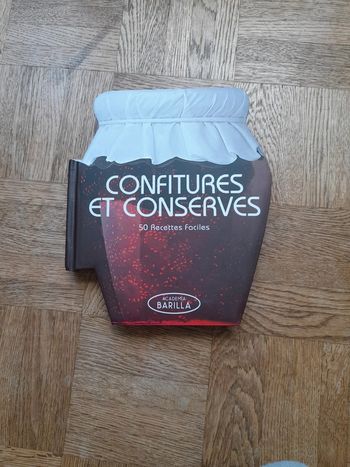 CONFITURES
ET CONSERVES
50 Recettes Faciles
ACADEMIA
BARILLA